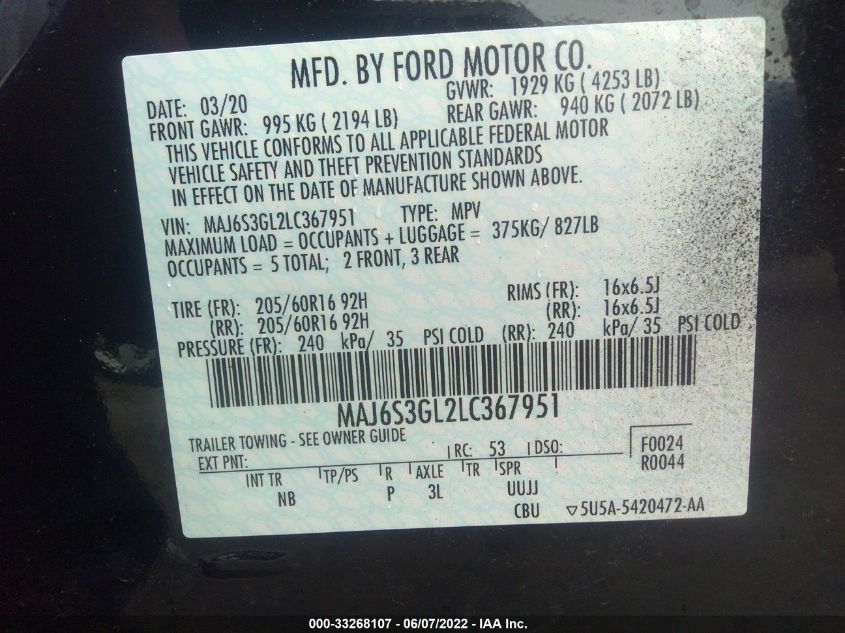 MFD. BY FORD MOTOR CO.
DATE: 03/20 GVWR: 1929 KG ( 4253 LB)
FRONT GAWR: 995 KG ( 2194 LB) REAR GAWR: 940 KG ( 2072 LB)
THIS VEHICLE CONFORMS TO ALL APPLICABLE FEDERAL MOTOR
VEHICLE SAFETY AND THEFT PREVENTION STANDARDS
IN EFFECT ON THE DATE OF MANUFACTURE SHOWN ABOVE.
VIN: MAJ6S3GL2LC367951 TYPE: MPV
MAXIMUM LOAD = OCCUPANTS + LUGGAGE = 375KG/ 827LB
OCCUPANTS = 5 TOTAL; 2 FRONT, 3 REAR
TIRE (FR): 205/60R16 92H RIMS (FR): 16x6.5J
(RR): 205/60R16 92H (RR): 16x6.5J
PRESSURE (FR): 240 kPa/ 35 PSI COLD (RR): 240 kPa/ 35 PSI COLD
MAJ6S3GL2LC367951
TRAILER TOWING - SEE OWNER GUIDE
EXT PNT: RC: 53 DSO: F0024
R0044
INT TR TP/PS R AXLE TR SPR
NB P 3L UUJJ
CBU ▽5U5A-5420472-AA
000-33268107 - 06/07/2022 - IAA Inc.